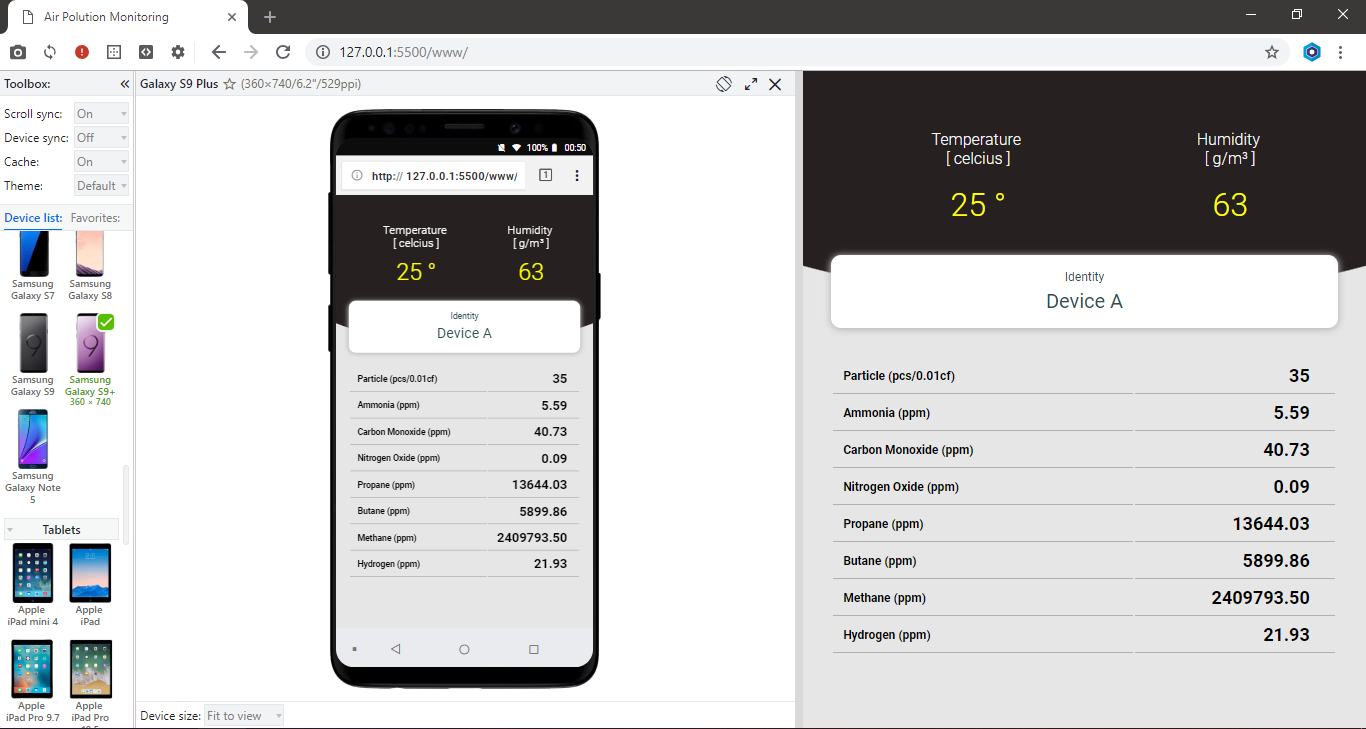 Air Polution Monitoring
127.0.0.1:5500/www/
Toolbox:
Scroll sync: On
Device sync: Off
Cache: On
Theme: Default
Device list: Favorites:
Samsung Galaxy S7
Samsung Galaxy S8
Samsung Galaxy S9
Samsung Galaxy S9+
360 × 740
Samsung Galaxy Note 5
Tablets
Apple iPad mini 4
Apple iPad
Apple iPad Pro 9.7
Apple iPad Pro 10.5
Galaxy S9 Plus (360×740/6.2"/529ppi)
100% 00:50
http:// 127.0.0.1:5500/www/ 1
Temperature Humidity
[ celcius ] [ g/m³ ]
25 ° 63
Identity
Device A
Particle (pcs/0.01cf) 35
Ammonia (ppm) 5.59
Carbon Monoxide (ppm) 40.73
Nitrogen Oxide (ppm) 0.09
Propane (ppm) 13644.03
Butane (ppm) 5899.86
Methane (ppm) 2409793.50
Hydrogen (ppm) 21.93
Device size: Fit to view
Temperature Humidity
[ celcius ] [ g/m³ ]
25 ° 63
Identity
Device A
Particle (pcs/0.01cf) 35
Ammonia (ppm) 5.59
Carbon Monoxide (ppm) 40.73
Nitrogen Oxide (ppm) 0.09
Propane (ppm) 13644.03
Butane (ppm) 5899.86
Methane (ppm) 2409793.50
Hydrogen (ppm) 21.93